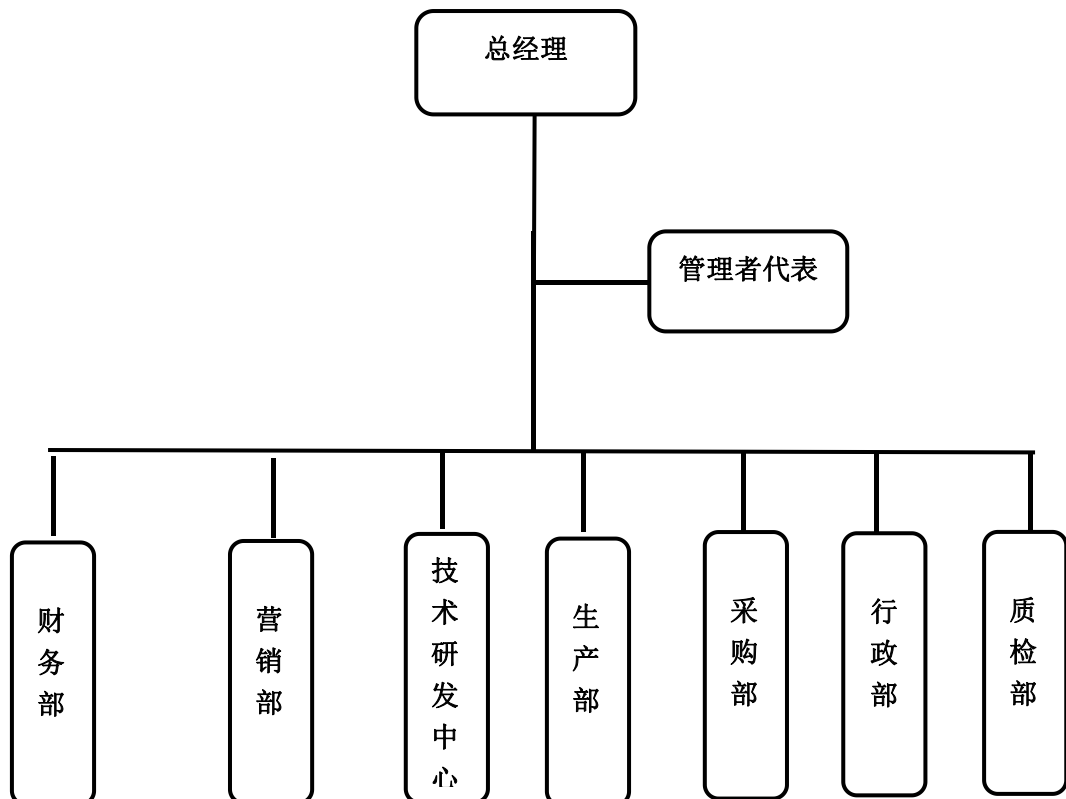 总经理
管理者代表
财务部
营销部
技术研发中心
生产部
采购部
行政部
质检部